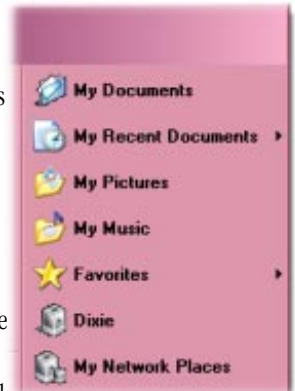 s
My Documents
My Recent Documents
My Pictures
My Music
Favorites
e
Dixie
My Network Places